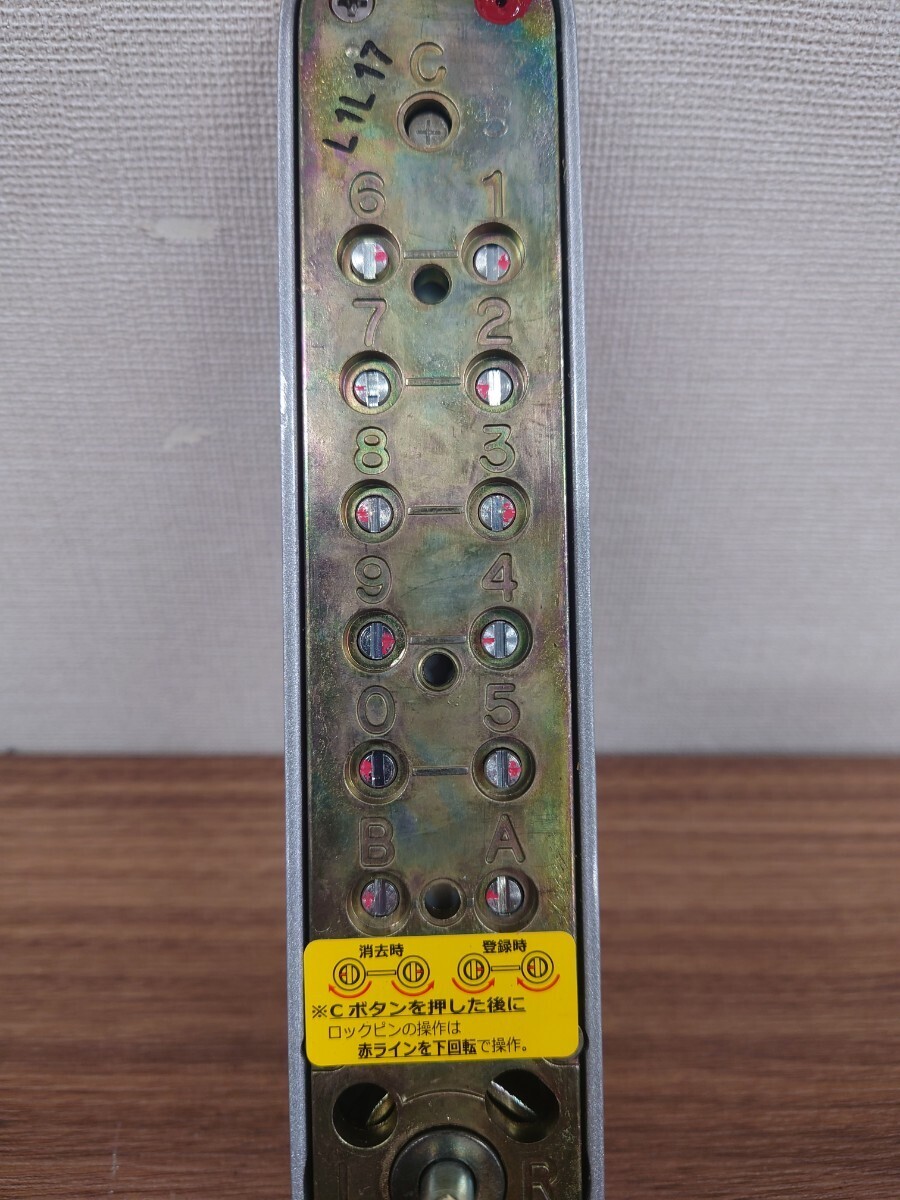 C
6 1
7 2
8 3
9 4
0 5
B A
消去時 登録時
※Cボタンを押した後に
ロックピンの操作は
赤ラインを下回転で操作。
L R